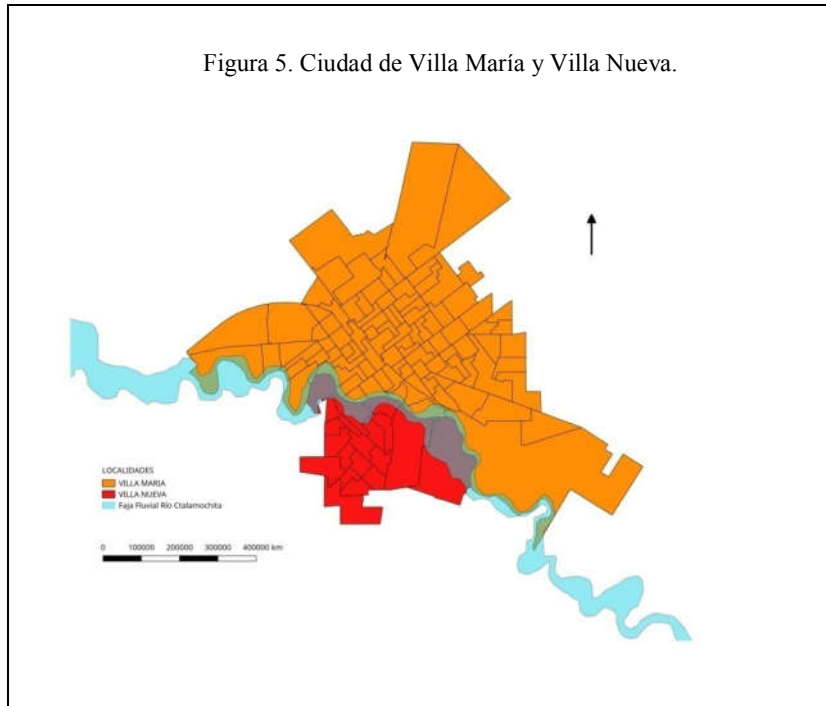 Figura 5. Ciudad de Villa María y Villa Nueva.
LOCALIDADES
VILLA MARIA
VILLA NUEVA
Faja Fluvial Río Ctalamochita
0 100000 200000 300000 400000 km